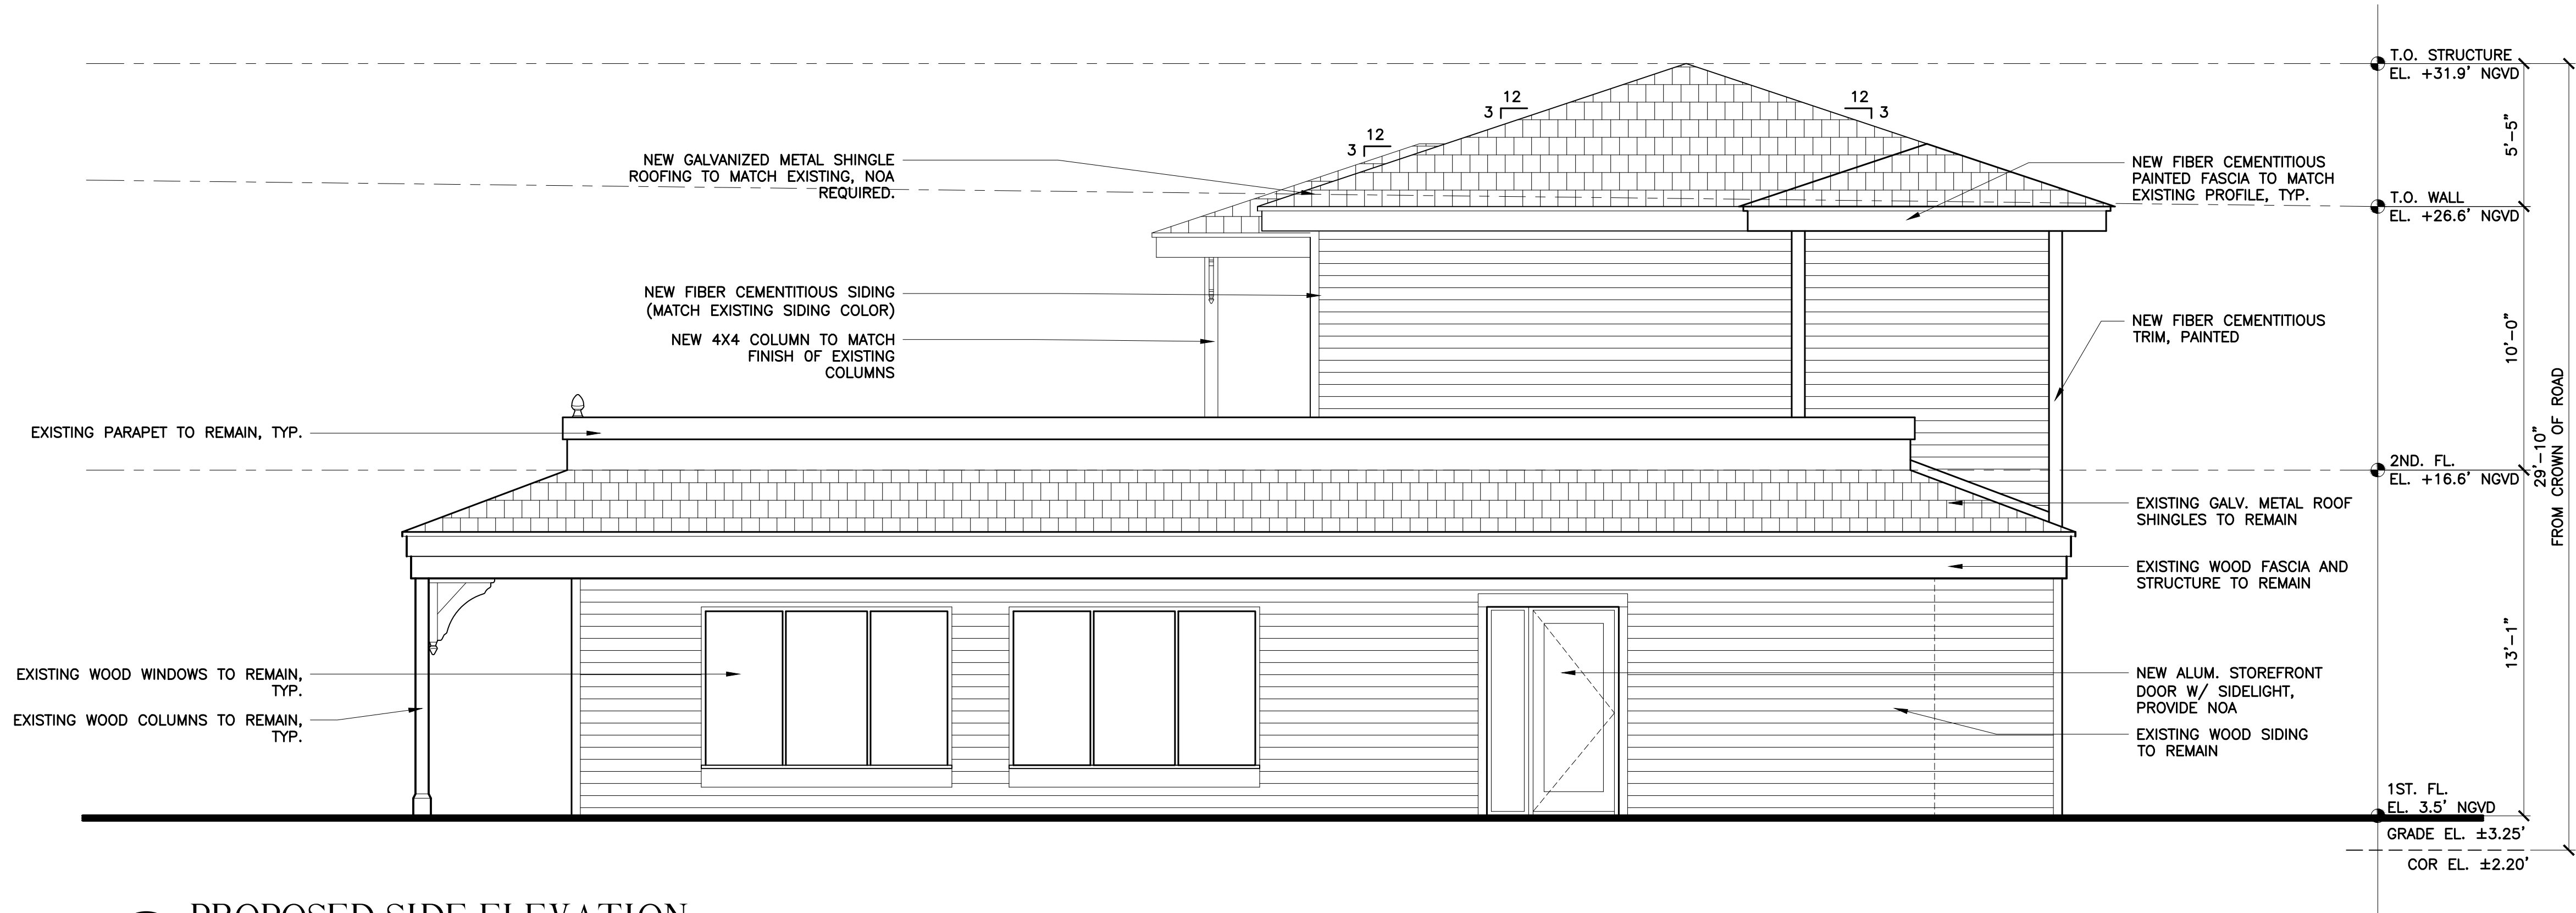 T.O. STRUCTURE
EL. +31.9' NGVD
12
3
12
3
12
3
5'-5"
NEW GALVANIZED METAL SHINGLE
ROOFING TO MATCH EXISTING, NOA
REQUIRED.
NEW FIBER CEMENTITIOUS
PAINTED FASCIA TO MATCH
EXISTING PROFILE, TYP.
T.O. WALL
EL. +26.6' NGVD
NEW FIBER CEMENTITIOUS SIDING
(MATCH EXISTING SIDING COLOR)
NEW 4X4 COLUMN TO MATCH
FINISH OF EXISTING
COLUMNS
NEW FIBER CEMENTITIOUS
TRIM, PAINTED
10'-0"
EXISTING PARAPET TO REMAIN, TYP.
29'-10"
FROM CROWN OF ROAD
2ND. FL.
EL. +16.6' NGVD
EXISTING GALV. METAL ROOF
SHINGLES TO REMAIN
EXISTING WOOD FASCIA AND
STRUCTURE TO REMAIN
13'-1"
EXISTING WOOD WINDOWS TO REMAIN,
TYP.
EXISTING WOOD COLUMNS TO REMAIN,
TYP.
NEW ALUM. STOREFRONT
DOOR W/ SIDELIGHT,
PROVIDE NOA
EXISTING WOOD SIDING
TO REMAIN
1ST. FL.
EL. 3.5' NGVD
GRADE EL. ±3.25'
COR EL. ±2.20'
PROPOSED SIDE ELEVATION